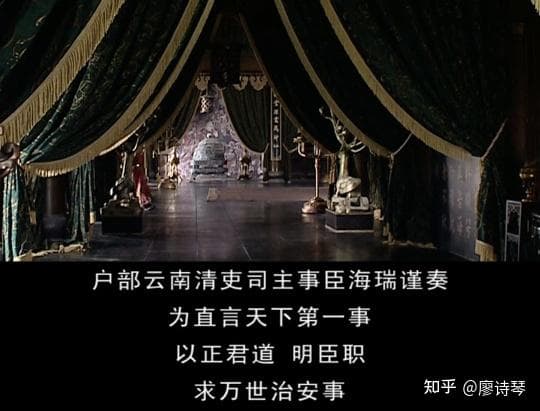 户部云南清吏司主事臣海瑞谨奏
为直言天下第一事
以正君道 明臣职
求万世治安事
知乎 @廖诗琴